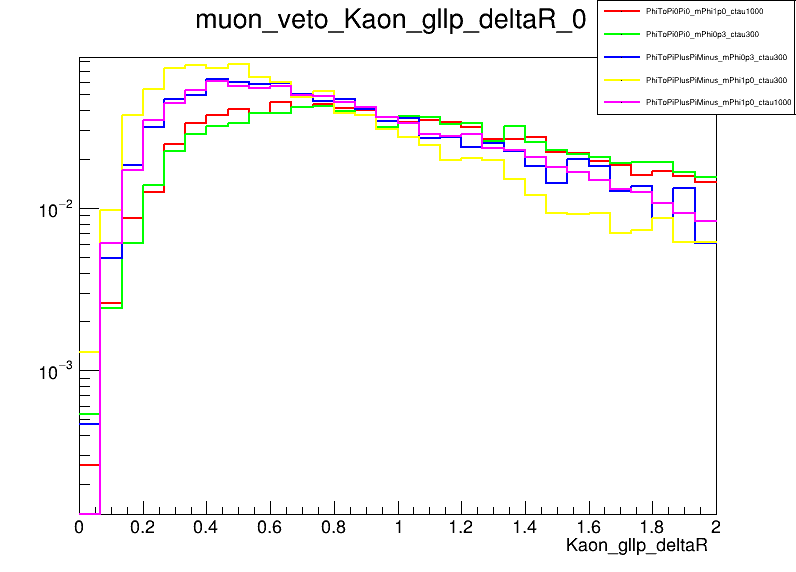 muon_veto_Kaon_gllp_deltaR_0
PhiToPi0Pi0_mPhi1p0_ctau1000
PhiToPi0Pi0_mPhi0p3_ctau300
PhiToPiPlusPiMinus_mPhi0p3_ctau300
PhiToPiPlusPiMinus_mPhi1p0_ctau300
PhiToPiPlusPiMinus_mPhi1p0_ctau1000
10⁻²
10⁻³
0 0.2 0.4 0.6 0.8 1 1.2 1.4 1.6 1.8 2
Kaon_gllp_deltaR